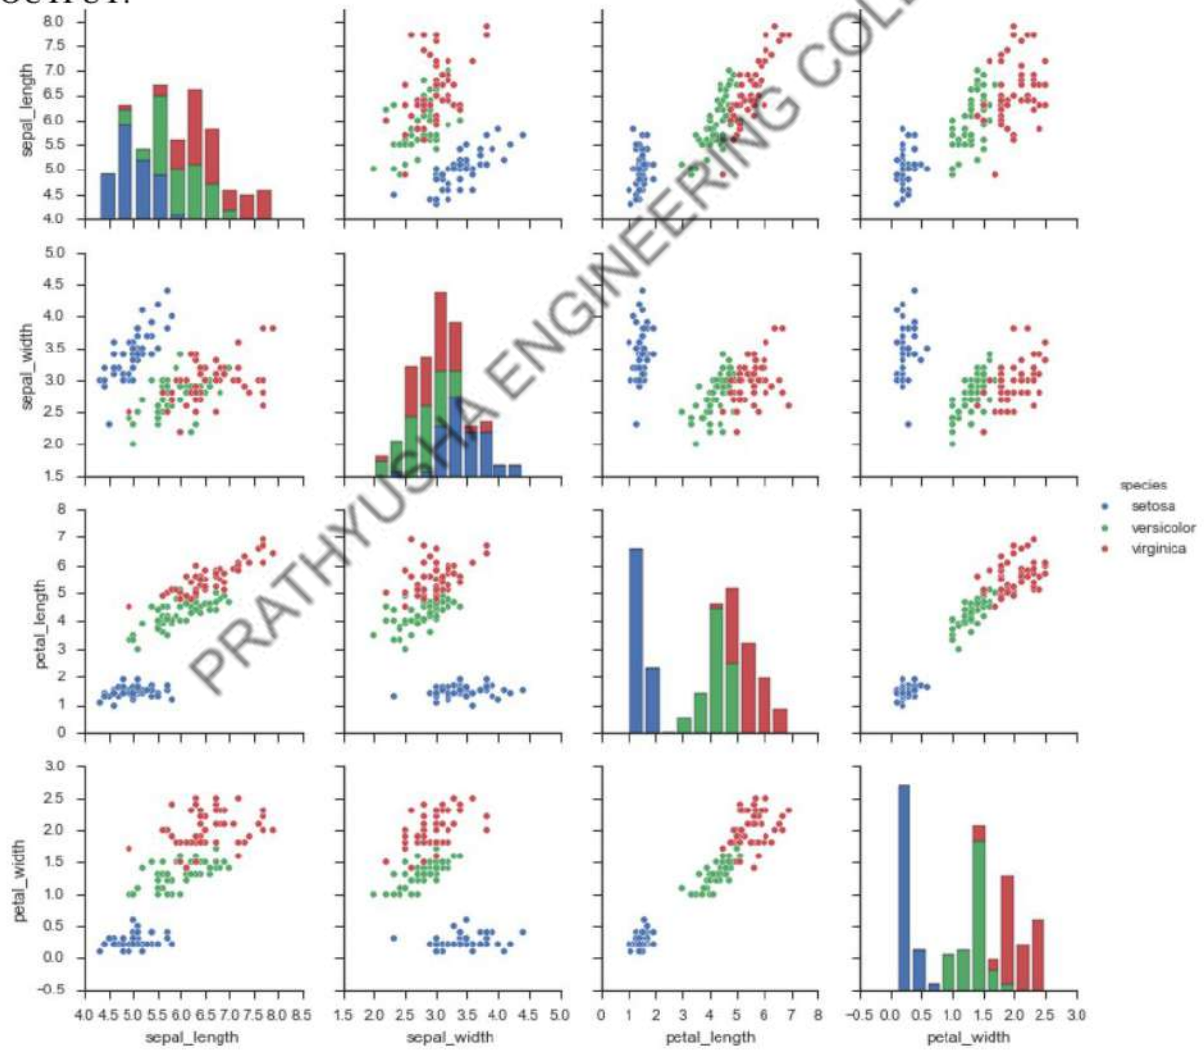 OUTPUT:
PRATHYUSHA ENGINEERING COLL
sepal_length
8.0
7.5
7.0
6.5
6.0
5.5
5.0
4.5
4.0
sepal_width
5.0
4.5
4.0
3.5
3.0
2.5
2.0
1.5
petal_length
8
7
6
5
4
3
2
1
0
petal_width
3.0
2.5
2.0
1.5
1.0
0.5
0.0
−0.5
4.0 4.5 5.0 5.5 6.0 6.5 7.0 7.5 8.0 8.5
sepal_length
1.5 2.0 2.5 3.0 3.5 4.0 4.5 5.0
sepal_width
0 1 2 3 4 5 6 7 8
petal_length
−0.5 0.0 0.5 1.0 1.5 2.0 2.5 3.0
petal_width
species
setosa
versicolor
virginica